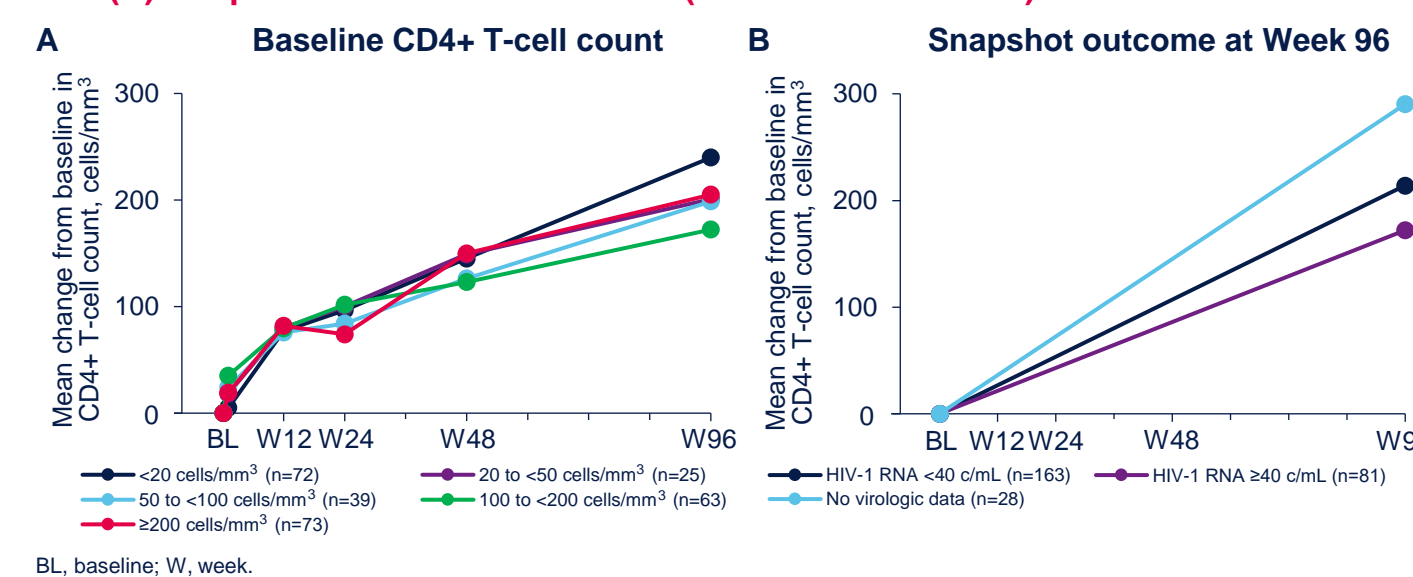 A
Baseline CD4+ T-cell count
Mean change from baseline in
CD4+ T-cell count, cells/mm³
300
200
100
0
BL W12 W24 W48 W96
<20 cells/mm³ (n=72)
20 to <50 cells/mm³ (n=25)
50 to <100 cells/mm³ (n=39)
100 to <200 cells/mm³ (n=63)
≥200 cells/mm³ (n=73)
B
Snapshot outcome at Week 96
Mean change from baseline in
CD4+ T-cell count, cells/mm³
300
200
100
0
BL W12 W24 W48 W9
HIV-1 RNA <40 c/mL (n=163)
HIV-1 RNA ≥40 c/mL (n=81)
No virologic data (n=28)
BL, baseline; W, week.